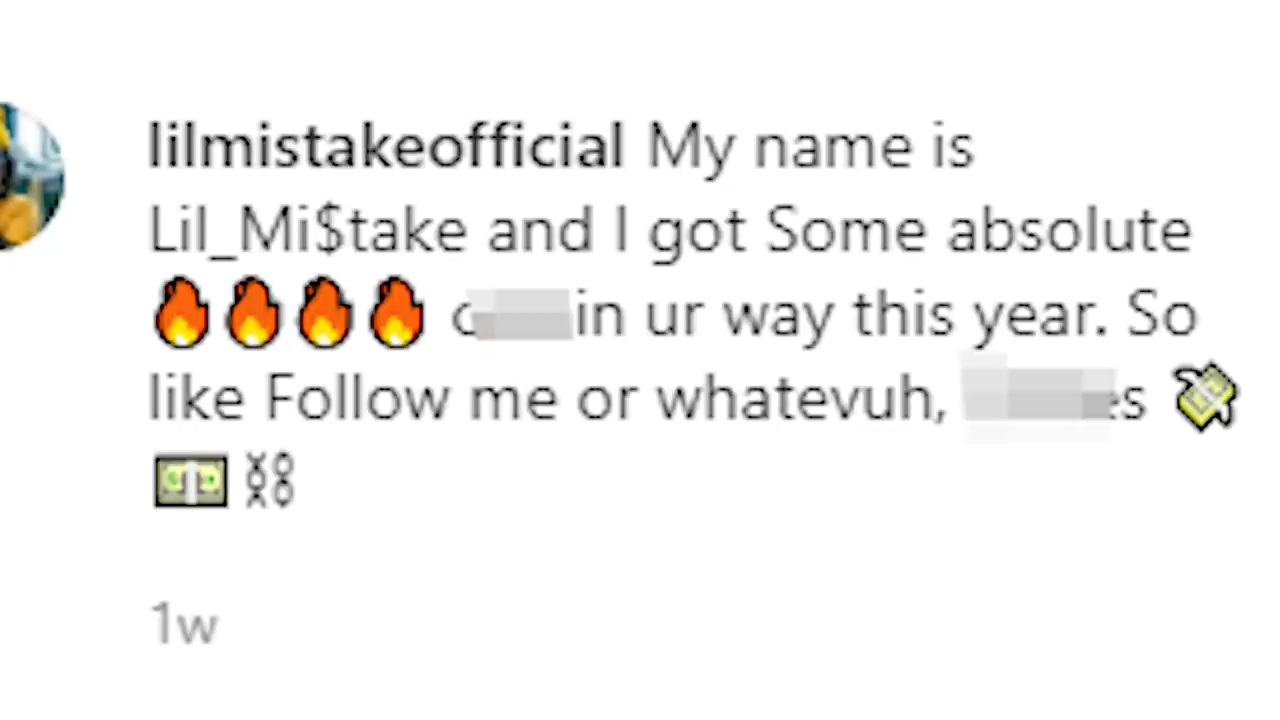 lilmistakeofficial My name is
Lil_Mi$take and I got Some absolute
🔥🔥🔥🔥 in ur way this year. So
like Follow me or whatevuh, 💸
💵⛓
1w